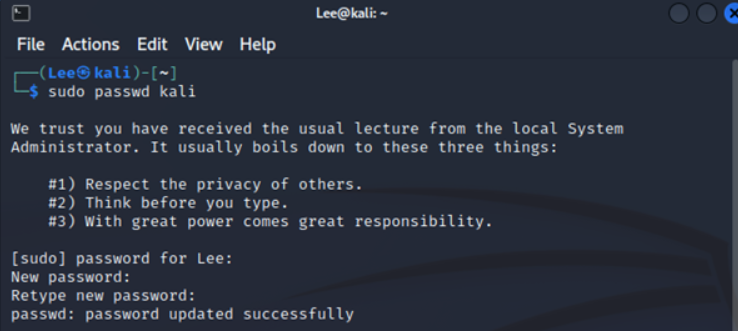 Lee@kali: ~
File Actions Edit View Help
┌──(Lee㉿kali)-[~]
└─$ sudo passwd kali
We trust you have received the usual lecture from the local System
Administrator. It usually boils down to these three things:
#1) Respect the privacy of others.
#2) Think before you type.
#3) With great power comes great responsibility.
[sudo] password for Lee:
New password:
Retype new password:
passwd: password updated successfully